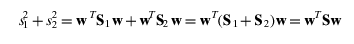 s₁² + s₂² = wᵀS₁w + wᵀS₂w = wᵀ(S₁ + S₂)w = wᵀSw